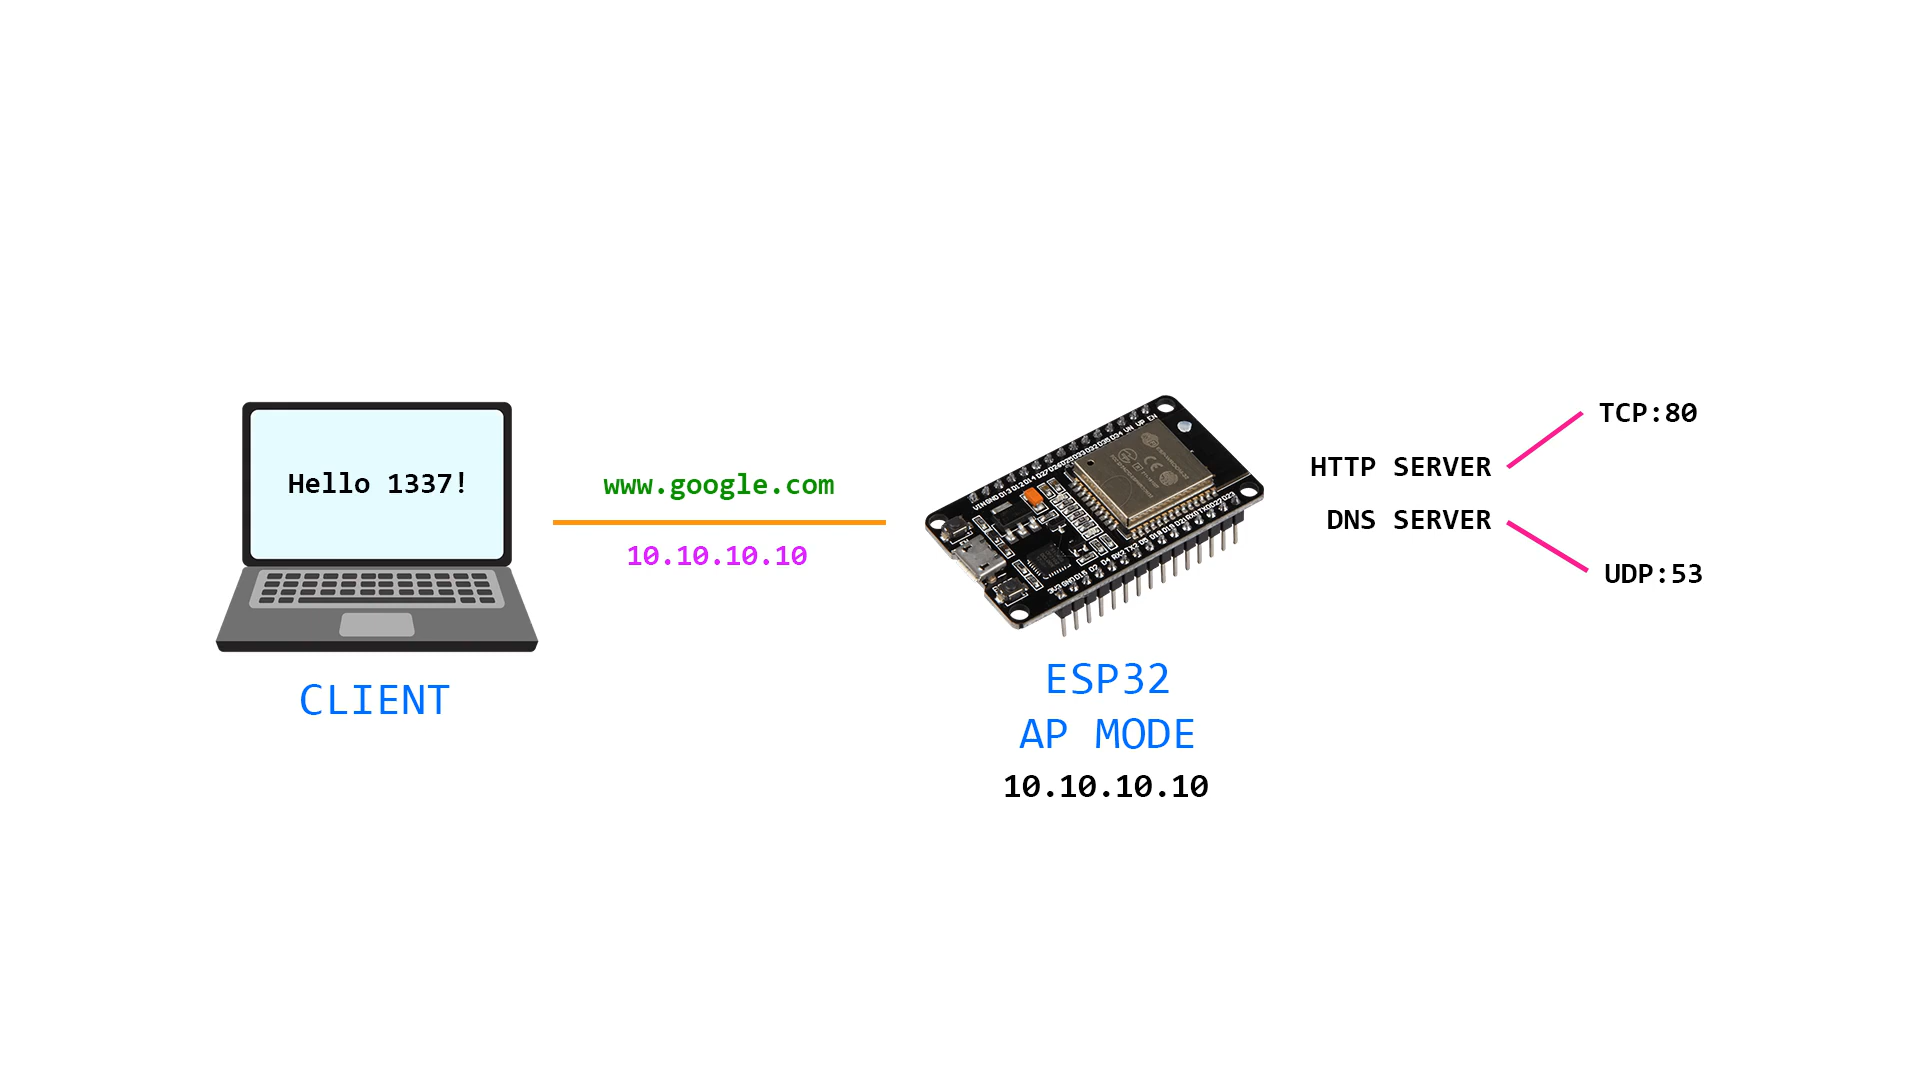 Hello 1337!
CLIENT
www.google.com
10.10.10.10
ESP32
AP MODE
10.10.10.10
HTTP SERVER
DNS SERVER
TCP:80
UDP:53